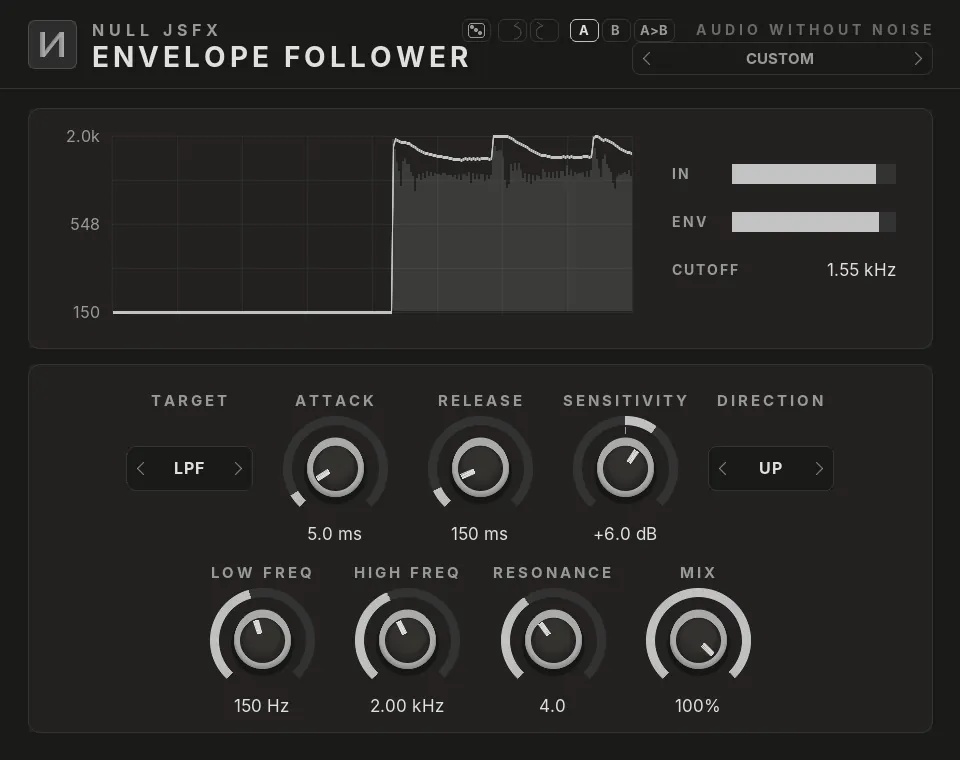 NULL JSFX
ENVELOPE FOLLOWER
A B A>B AUDIO WITHOUT NOISE
CUSTOM
2.0k
548
150
IN
ENV
CUTOFF 1.55 kHz
TARGET ATTACK RELEASE SENSITIVITY DIRECTION
LPF UP
5.0 ms 150 ms +6.0 dB
LOW FREQ HIGH FREQ RESONANCE MIX
150 Hz 2.00 kHz 4.0 100%